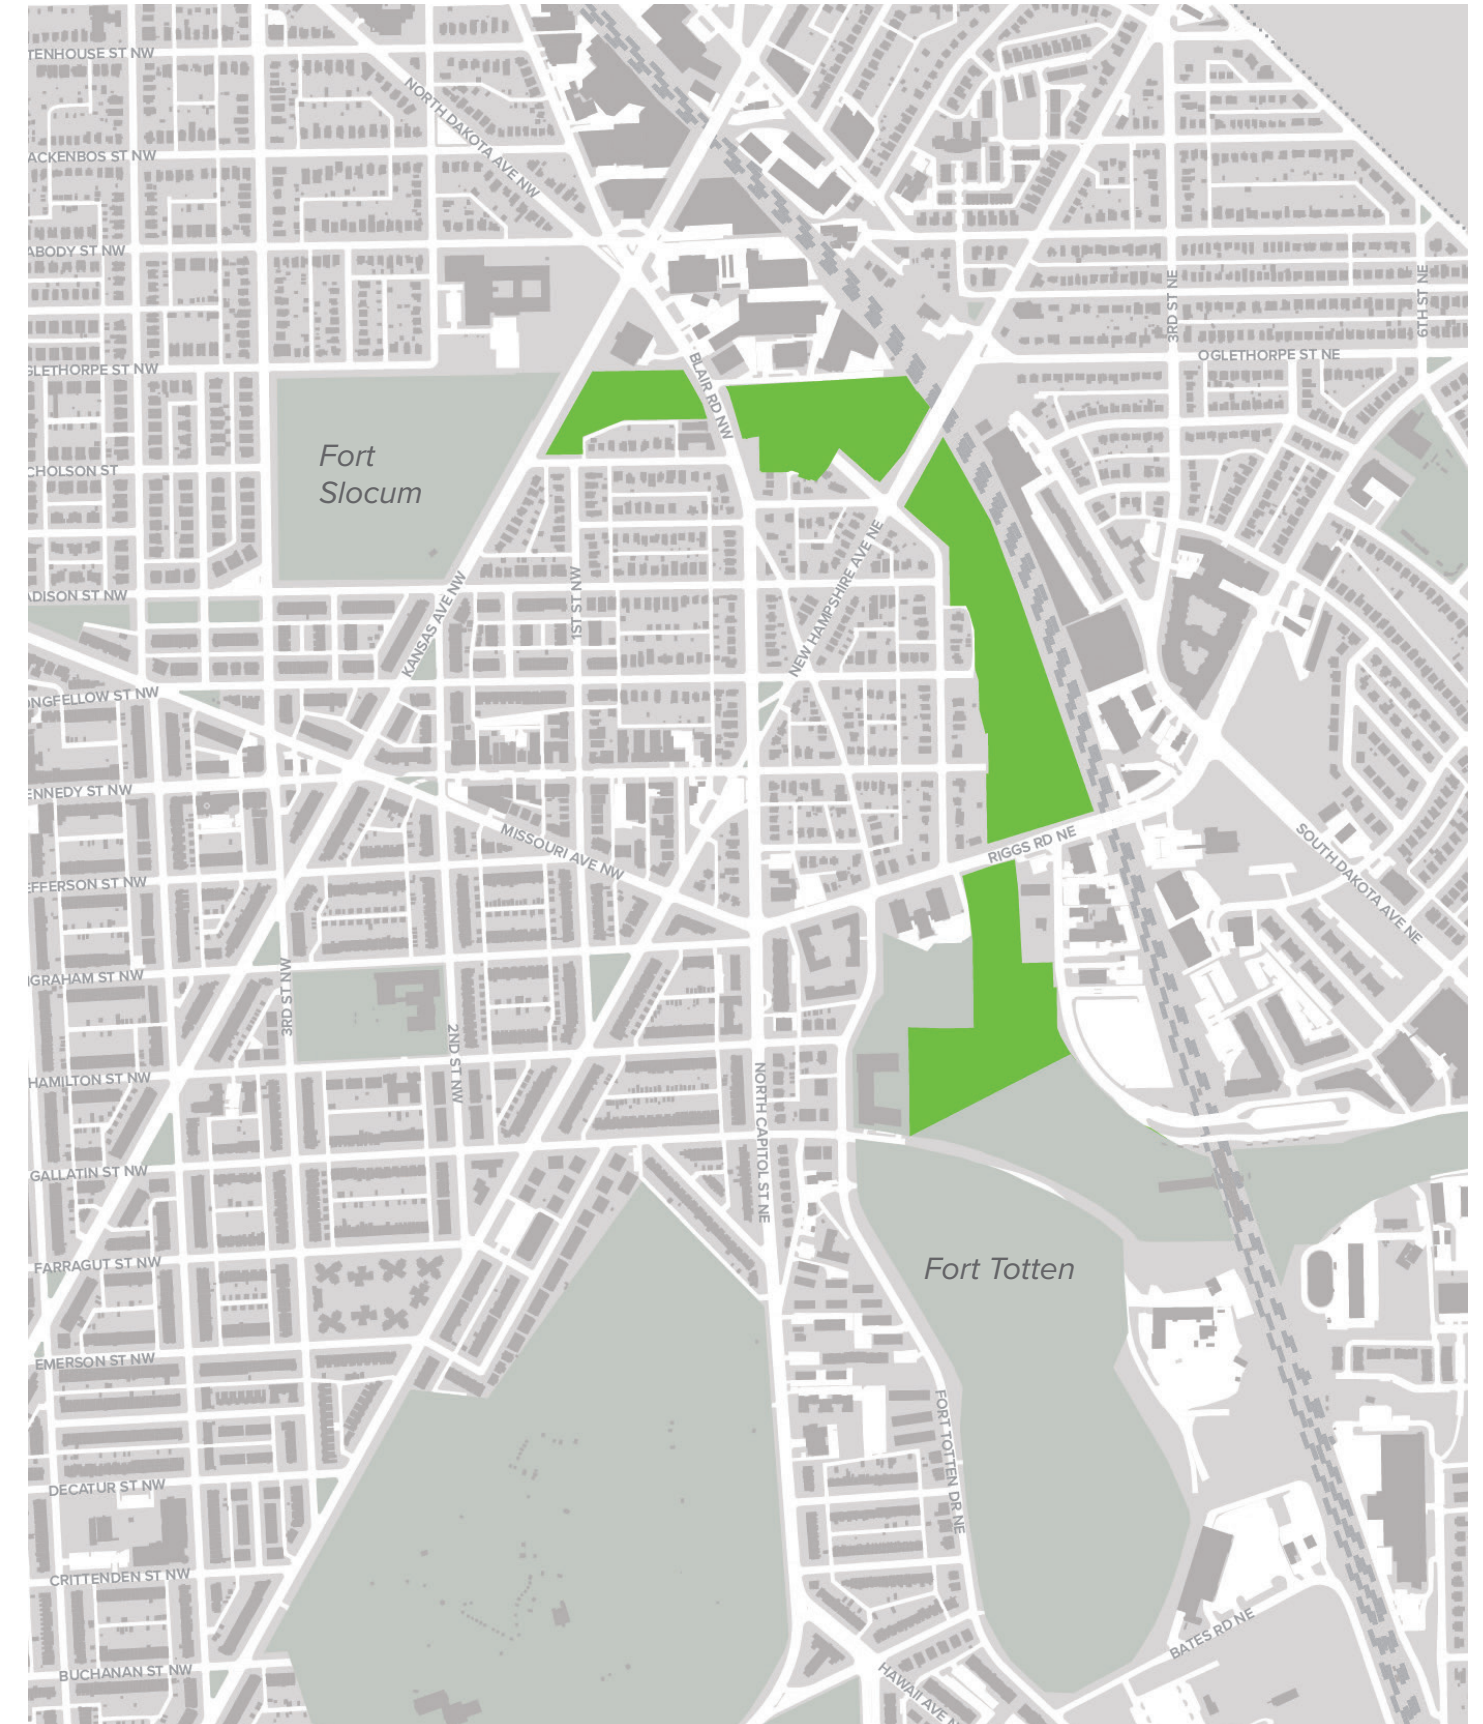 TENHOUSE ST NW
NORTH DAKOTA AVE NW
ACKENBOS ST NW
ABODY ST NW
3RD ST NE
6TH ST NE
OGLETHORPE ST NE
GLETHORPE ST NW
BLAIR RD NW
Fort
Slocum
CHOLSON ST
NEW HAMPSHIRE AVE NE
1ST ST NW
KANSAS AVE NW
ADISON ST NW
ONGFELLOW ST NW
ENNEDY ST NW
MISSOURI AVE NW
RIGGS RD NE
SOUTH DAKOTA AVE NE
EFFERSON ST NW
3RD ST NW
IGRAHAM ST NW
2ND ST NW
HAMILTON ST NW
NORTH CAPITOL ST NE
GALLATIN ST NW
FARRAGUT ST NW
Fort Totten
EMERSON ST NW
FORT TOTTEN DR NE
DECATUR ST NW
CRITTENDEN ST NW
BATES RD NE
BUCHANAN ST NW
HAWAII AVE N